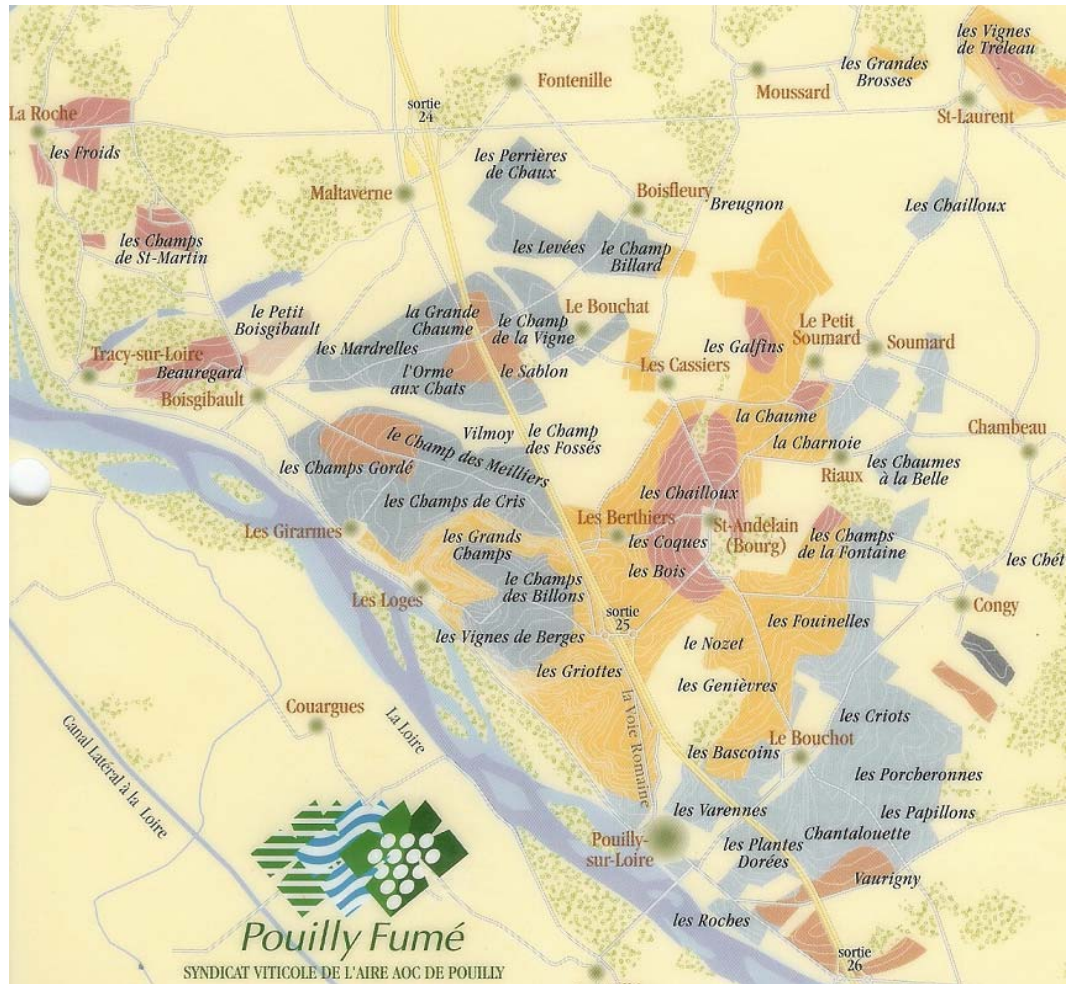 les Vignes
de Tréleau
les Grandes
Brosses
Fontenille
Moussard
St-Laurent
La Roche
sortie
24
les Froids
les Perrières
de Chaux
Maltaverne
Boisfleury
Breugnon
Les Chailloux
les Champs
de St-Martin
les Levées
le Champ
Billard
le Petit
Boisgibault
la Grande
Chaume
le Champ
de la Vigne
Le Bouchat
Le Petit
Soumard
Soumard
les Galfins
Tracy-sur-Loire
Beauregard
les Mardrelles
l'Orme
aux Chats
le Sablon
Les Cassiers
Boisgibault
la Chaume
Vilmoy
le Champ
des Fossés
la Charnoie
Chambeau
le Champ des Meilliers
les Champs Gordé
Riaux
les Chaumes
à la Belle
les Champs de Cris
les Chailloux
Les Girarmes
les Grands
Champs
Les Berthiers
St-Andelain
(Bourg)
les Coques
les Champs
de la Fontaine
les Bois
les Chét
Les Loges
le Champs
des Billons
Congy
sortie
25
les Vignes de Berges
les Fouinelles
le Nozet
les Griottes
les Genièvres
Couargues
La Loire
la Voie Romaine
les Criots
Le Bouchot
les Bascoins
Canal Latéral à la Loire
les Porcheronnes
les Varennes
les Papillons
Pouilly-
sur-Loire
les Plantes
Dorées
Chantalouette
Vaurigny
les Roches
sortie
26
Pouilly Fumé
SYNDICAT VITICOLE DE L'AIRE AOC DE POUILLY